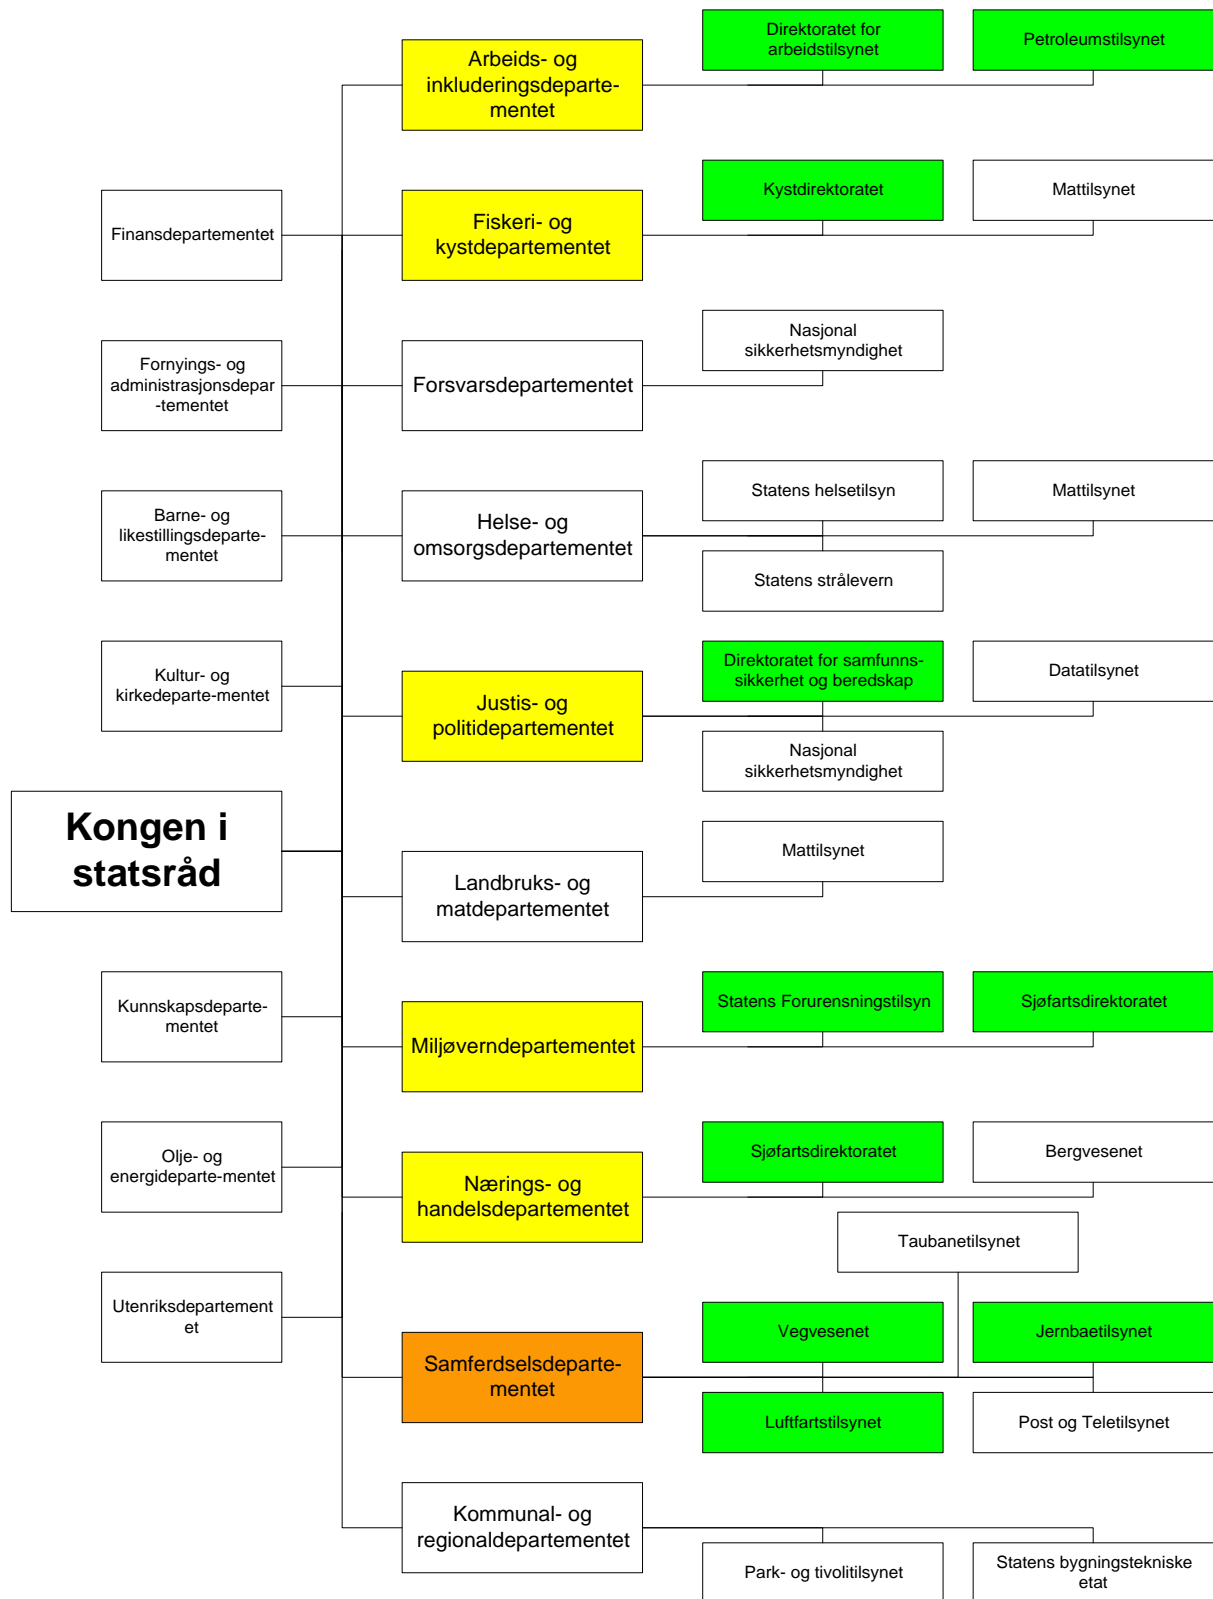 Direktoratet for
arbeidstilsynet
Petroleumstilsynet
Arbeids- og
inkluderingsdeparte-
mentet
Kystdirektoratet
Mattilsynet
Finansdepartementet
Fiskeri- og
kystdepartementet
Nasjonal
sikkerhetsmyndighet
Fornyings- og
administrasjonsdepar
-tementet
Forsvarsdepartementet
Statens helsetilsyn
Mattilsynet
Barne- og
likestillingsdeparte-
mentet
Helse- og
omsorgsdepartementet
Statens strålevern
Kultur- og
kirkedeparte-mentet
Direktoratet for samfunns-
sikkerhet og beredskap
Datatilsynet
Justis- og
politidepartementet
Nasjonal
sikkerhetsmyndighet
Kongen i
statsråd
Mattilsynet
Landbruks- og
matdepartementet
Kunnskapsdeparte-
mentet
Statens Forurensningstilsyn
Sjøfartsdirektoratet
Miljøverndepartementet
Olje- og
energideparte-mentet
Sjøfartsdirektoratet
Bergvesenet
Nærings- og
handelsdepartementet
Taubanetilsynet
Utenriksdepartement
et
Vegvesenet
Jernbaetilsynet
Samferdselsdeparte-
mentet
Luftfartstilsynet
Post og Teletilsynet
Kommunal- og
regionaldepartementet
Park- og tivolitilsynet
Statens bygningstekniske
etat